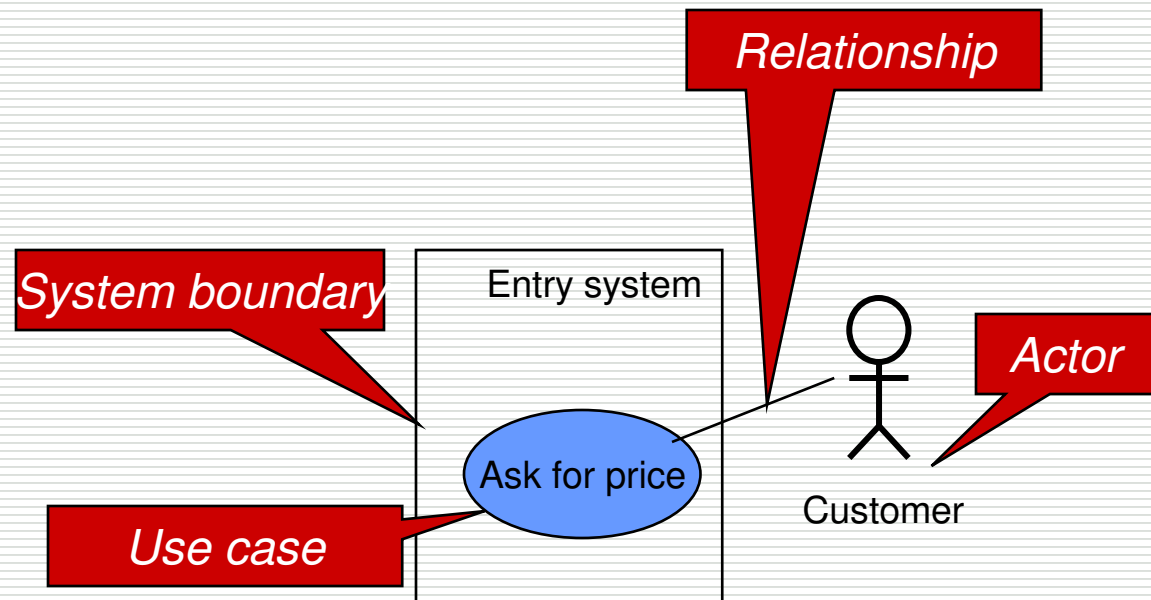 Relationship
System boundary
Entry system
Actor
Ask for price
Customer
Use case